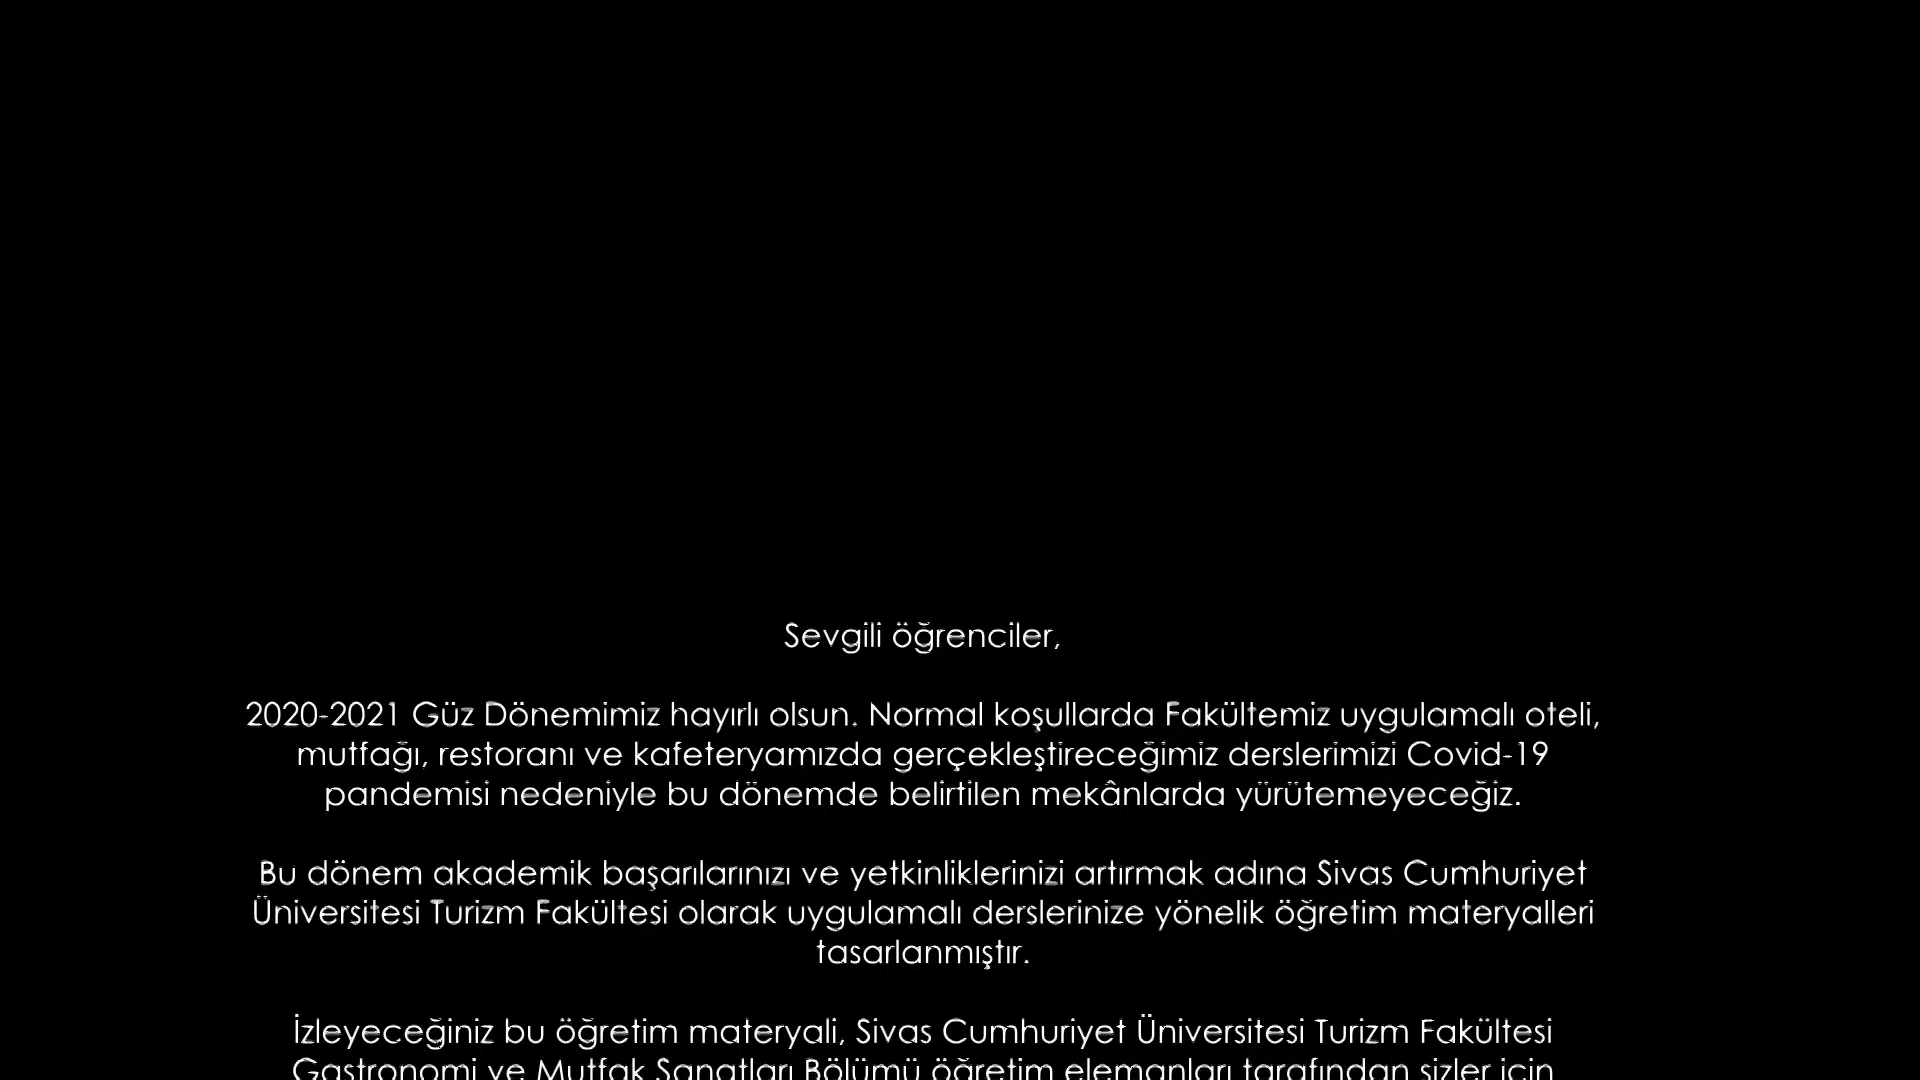 Sevgili öğrenciler,
2020-2021 Güz Dönemimiz hayırlı olsun. Normal koşullarda Fakültemiz uygulamalı oteli,
mutfağı, restoranı ve kafeteryamızda gerçekleştireceğimiz derslerimizi Covid-19
pandemisi nedeniyle bu dönemde belirtilen mekânlarda yürütemeyeceğiz.
Bu dönem akademik başarılarınızı ve yetkinliklerinizi artırmak adına Sivas Cumhuriyet
Üniversitesi Turizm Fakültesi olarak uygulamalı derslerinize yönelik öğretim materyalleri
tasarlanmıştır.
İzleyeceğiniz bu öğretim materyali, Sivas Cumhuriyet Üniversitesi Turizm Fakültesi
Gastronomi ve Mutfak Sanatları Bölümü öğretim elemanları tarafından sizler için